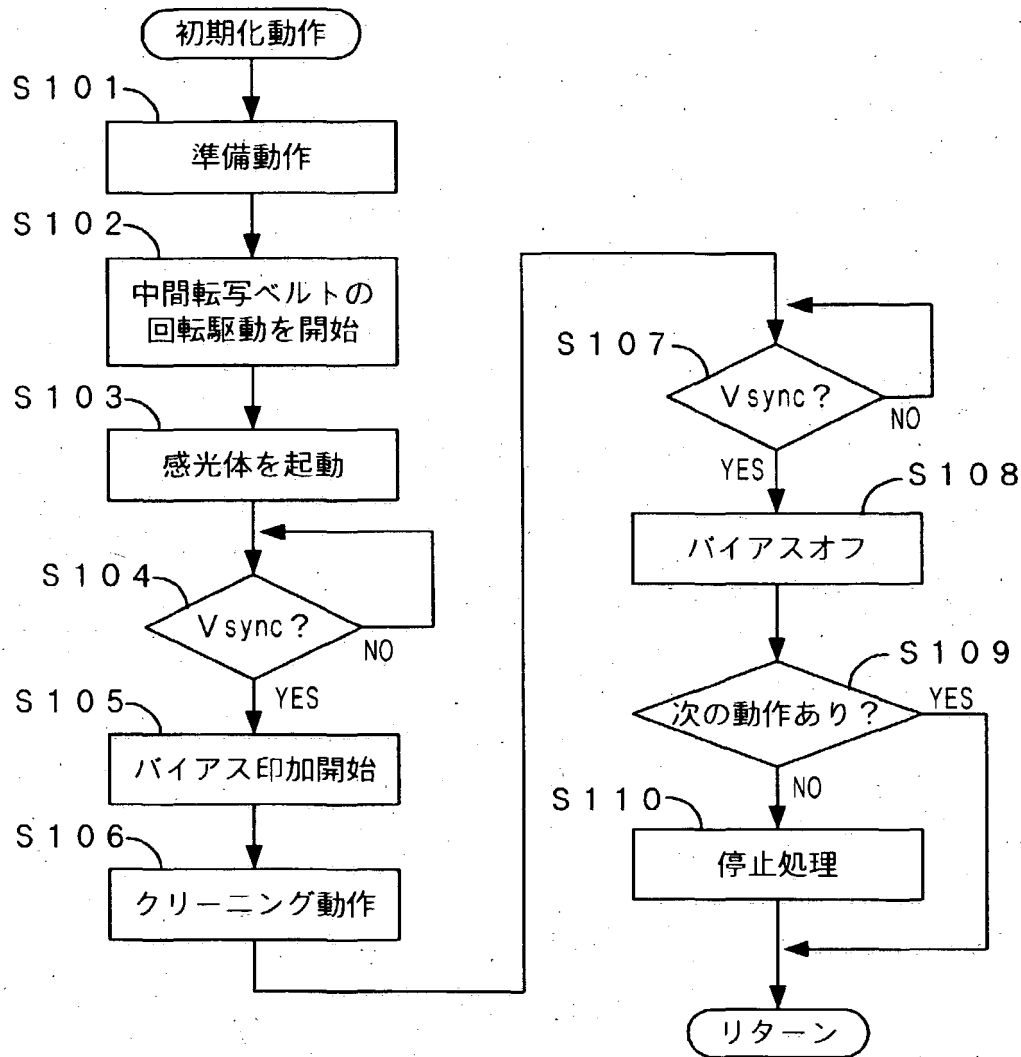 初期化動作
S101
準備動作
S102
中間転写ベルトの
回転駆動を開始
S103
感光体を起動
S104
Vsync?
NO
YES
S105
バイアス印加開始
S106
クリーニング動作
S107
Vsync?
NO
YES
S108
バイアスオフ
S109
次の動作あり?
YES
NO
S110
停止処理
リターン